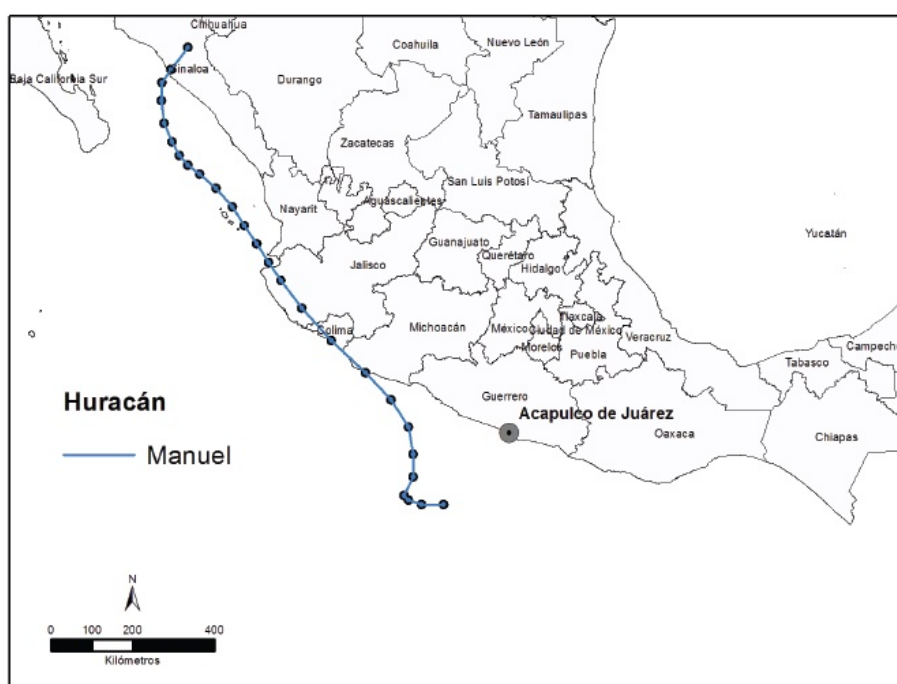 Chihuahua
Coahuila
Nuevo León
Sinaloa
Baja California Sur
Durango
Tamaulipas
Zacatecas
San Luis Potosí
Aguascalientes
Nayarit
Yucatán
Guanajuato
Querétaro
Hidalgo
Jalisco
Tlaxcala
Colima
Michoacán
México
Ciudad de México
Veracruz
Morelos
Puebla
Campeche
Tabasco
Huracán
Guerrero
Acapulco de Juárez
Oaxaca
Chiapas
Manuel
N
0 100 200 400
Kilómetros